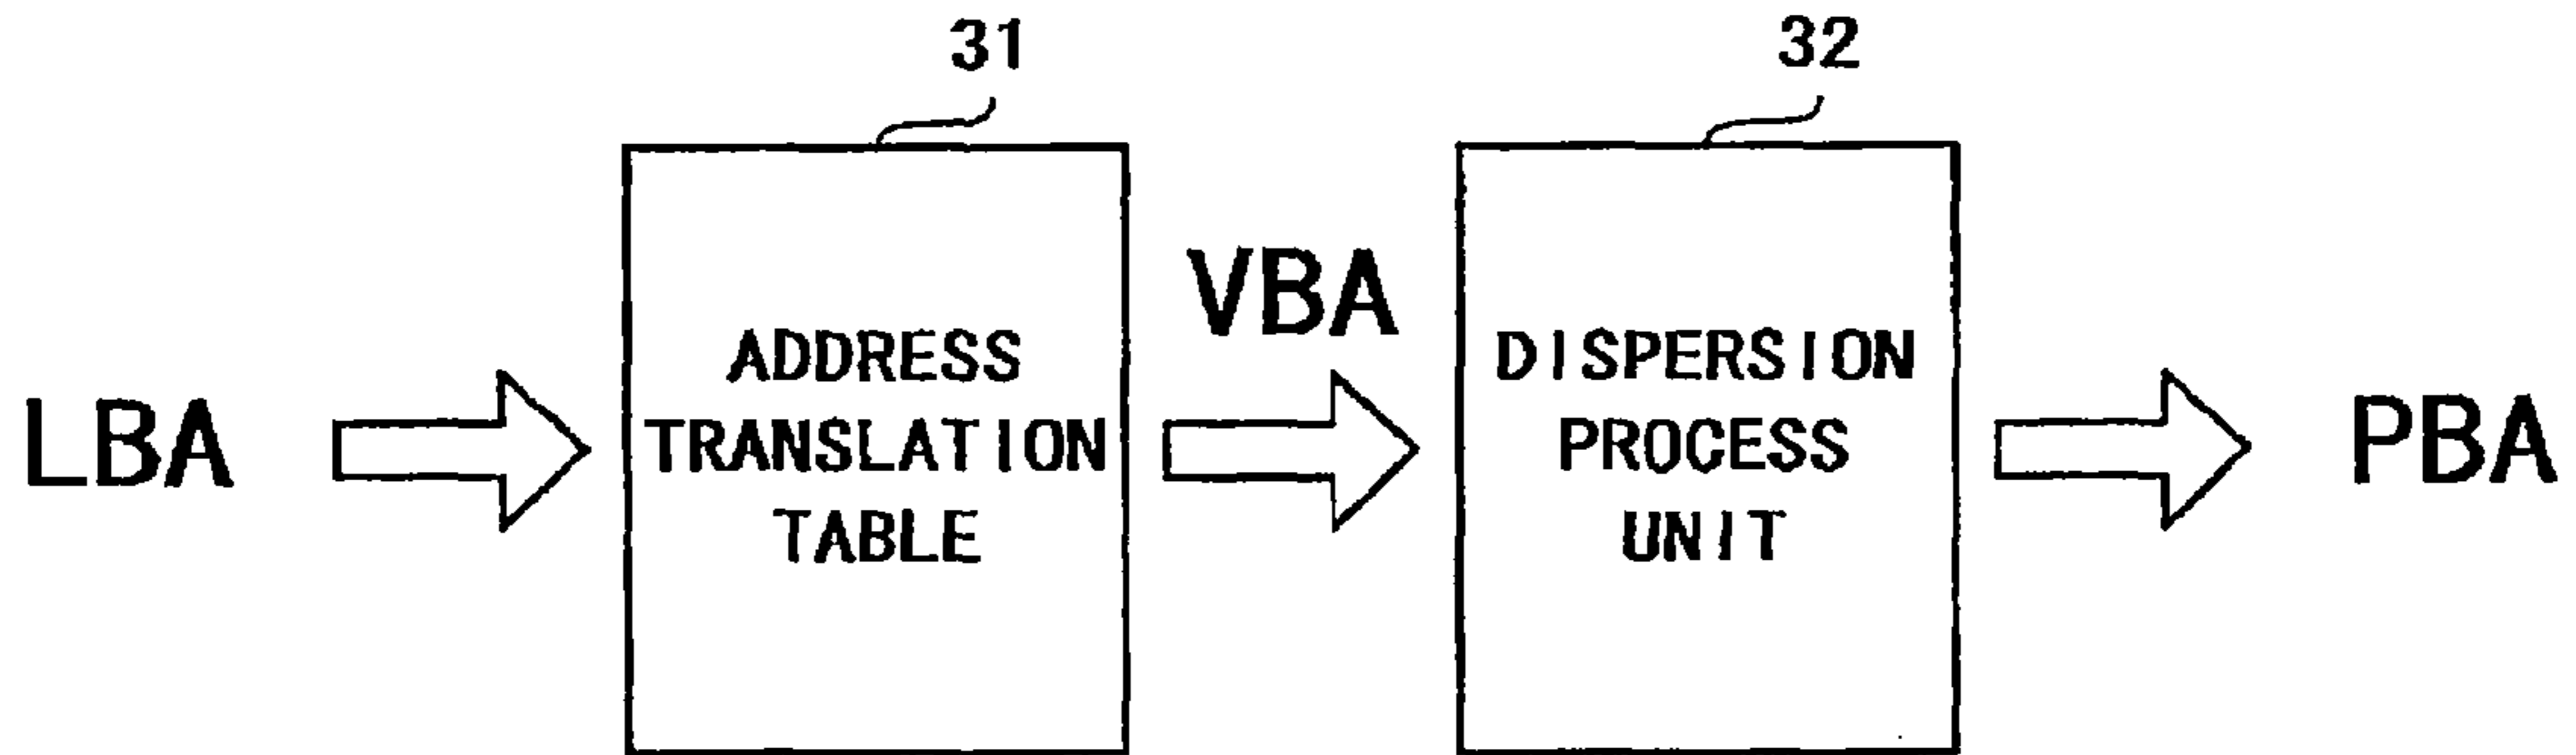 31
32
LBA
ADDRESS
TRANSLATION
TABLE
VBA
DISPERSION
PROCESS
UNIT
PBA